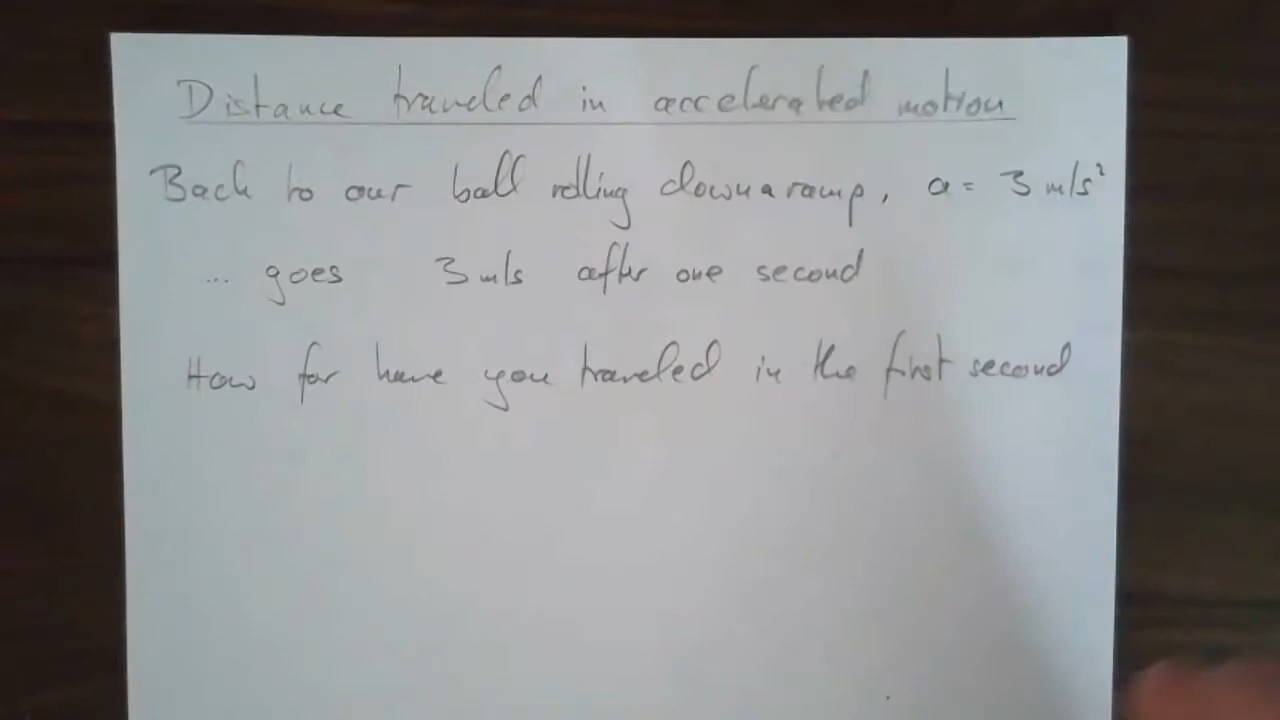 Distance traveled in accelerated motion
Back to our ball rolling down a ramp, a = 3 m/s²
... goes 3 m/s after one second
How far have you traveled in the first second